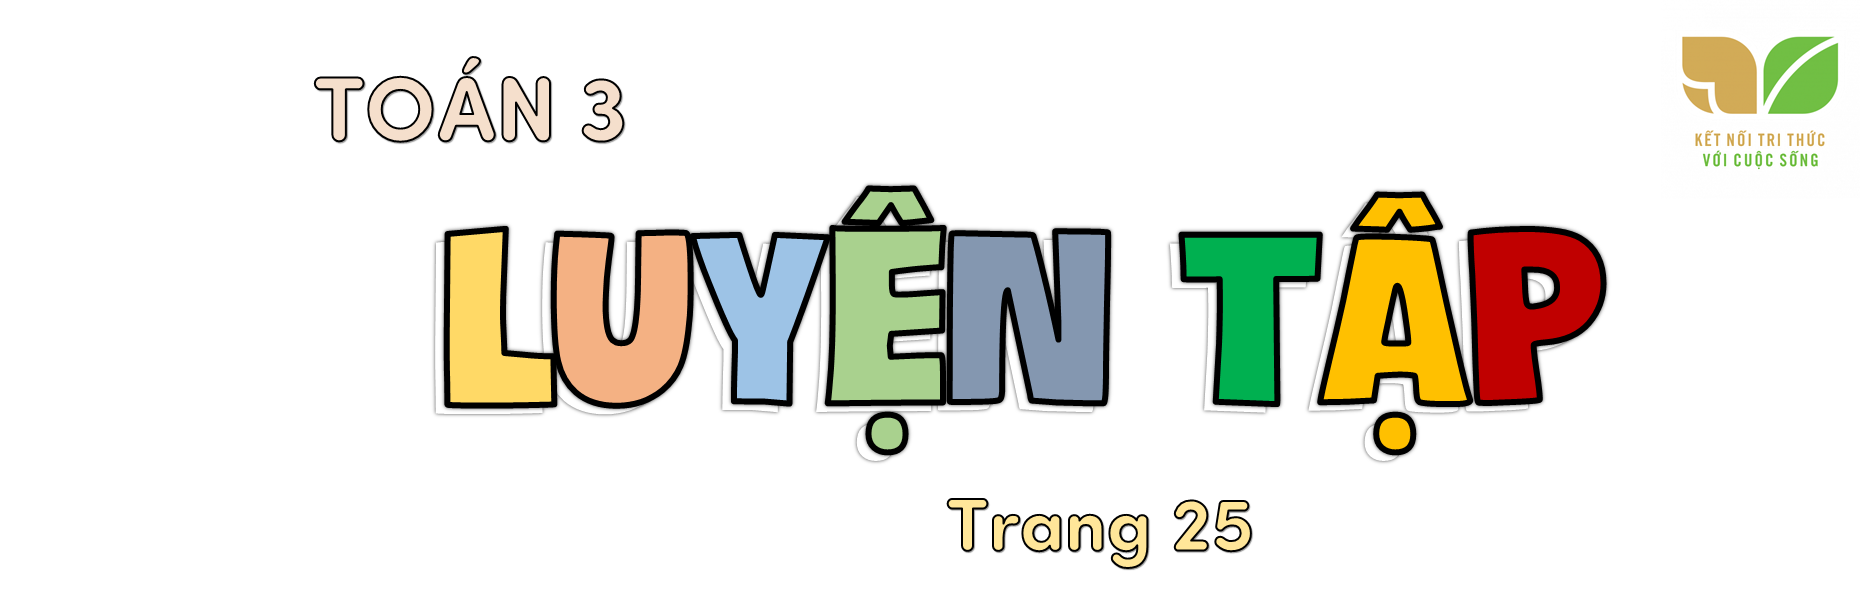 TOÁN 3
KẾT NỐI TRI THỨC
VỚI CUỘC SỐNG
LUYỆN TẬP
Trang 25